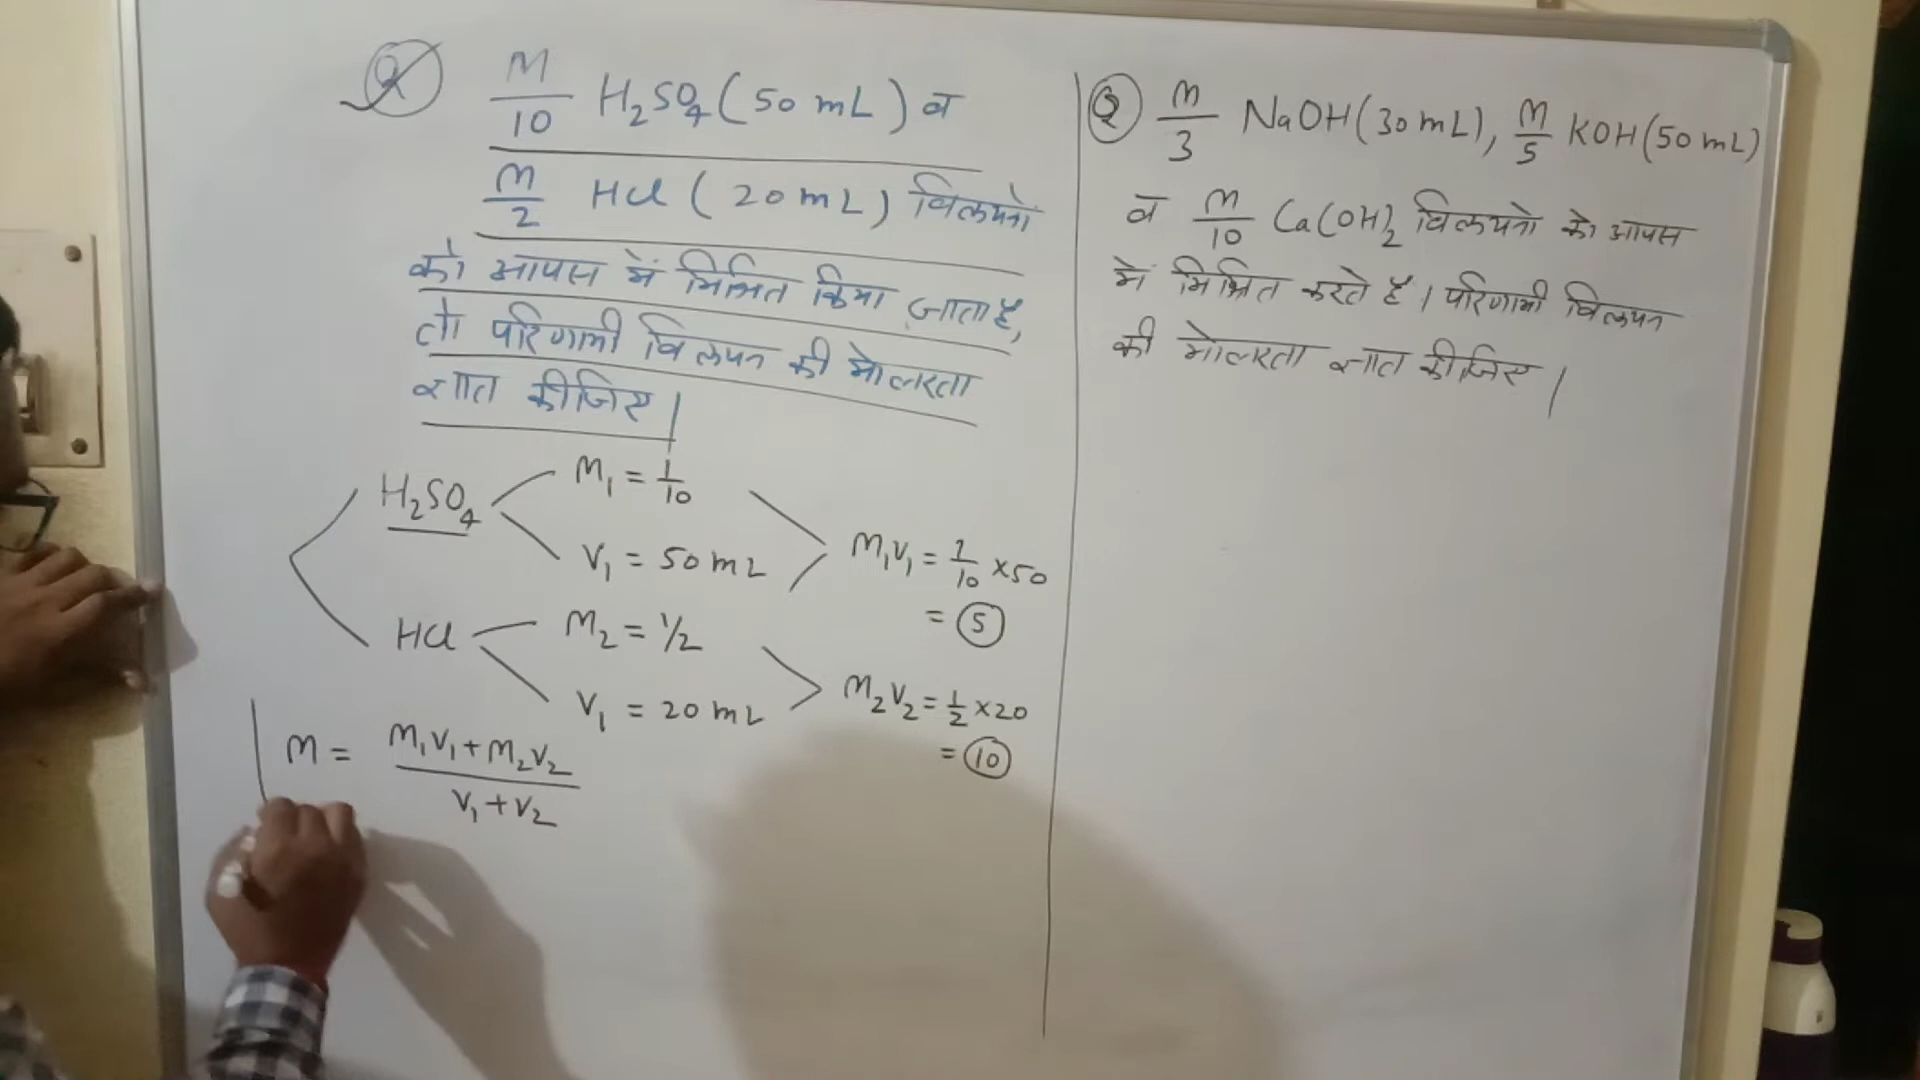 Q M/10 H₂SO₄ (50 mL) व
M/2 HCl (20 mL) विलयनो
को आपस में मिश्रित किया जाता है,
तो परिणामी विलयन की मोलरता
ज्ञात कीजिए।
H₂SO₄
M₁ = 1/10
V₁ = 50 mL
M₁V₁ = 1/10 × 50
= 5
HCl
M₂ = 1/2
V₁ = 20 mL
M₂V₂ = 1/2 × 20
= 10
M = M₁V₁ + M₂V₂ / V₁ + V₂
Q M/3 NaOH (30 mL), M/5 KOH (50 mL)
व M/10 Ca(OH)₂ विलयनो को आपस
में मिश्रित करते है। परिणामी विलयन
की मोलरता ज्ञात कीजिए।